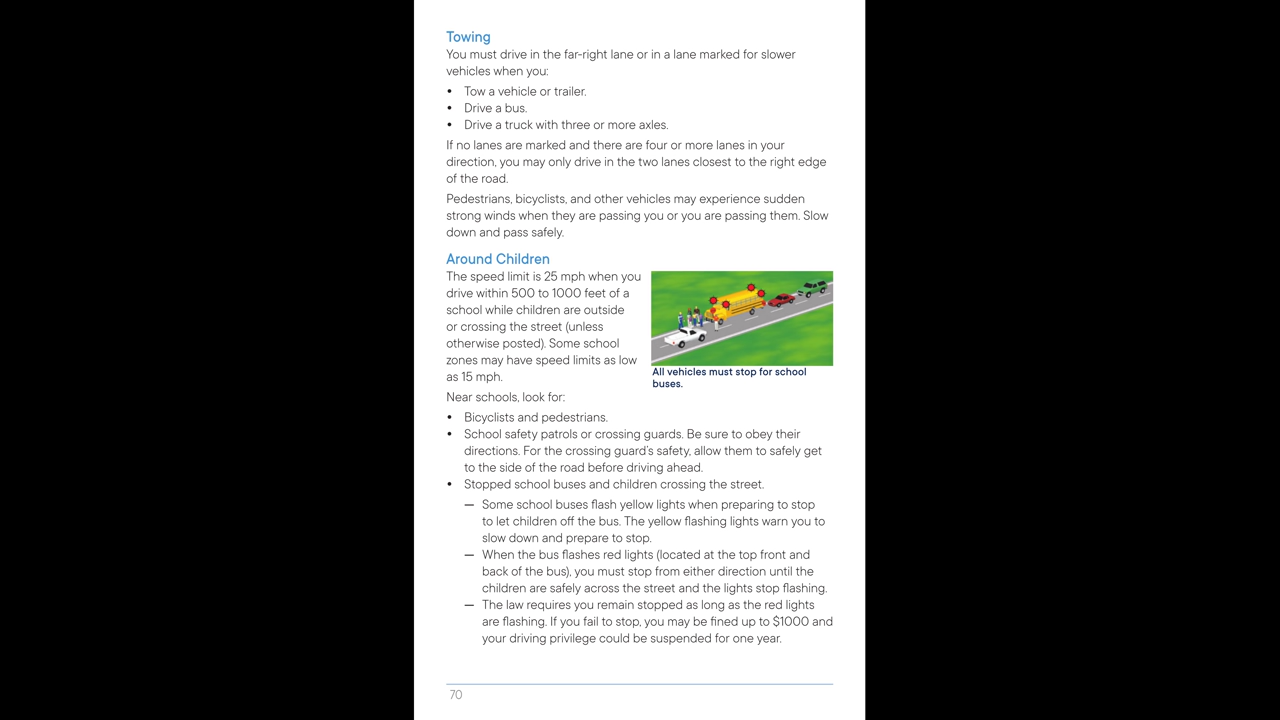 Towing
You must drive in the far-right lane or in a lane marked for slower
vehicles when you:
• Tow a vehicle or trailer.
• Drive a bus.
• Drive a truck with three or more axles.
If no lanes are marked and there are four or more lanes in your
direction, you may only drive in the two lanes closest to the right edge
of the road.
Pedestrians, bicyclists, and other vehicles may experience sudden
strong winds when they are passing you or you are passing them. Slow
down and pass safely.
Around Children
The speed limit is 25 mph when you
drive within 500 to 1000 feet of a
school while children are outside
or crossing the street (unless
otherwise posted). Some school
zones may have speed limits as low
as 15 mph.
All vehicles must stop for school
buses.
Near schools, look for:
• Bicyclists and pedestrians.
• School safety patrols or crossing guards. Be sure to obey their
directions. For the crossing guard's safety, allow them to safely get
to the side of the road before driving ahead.
• Stopped school buses and children crossing the street.
— Some school buses flash yellow lights when preparing to stop
to let children off the bus. The yellow flashing lights warn you to
slow down and prepare to stop.
— When the bus flashes red lights (located at the top front and
back of the bus), you must stop from either direction until the
children are safely across the street and the lights stop flashing.
— The law requires you remain stopped as long as the red lights
are flashing. If you fail to stop, you may be fined up to $1000 and
your driving privilege could be suspended for one year.
70